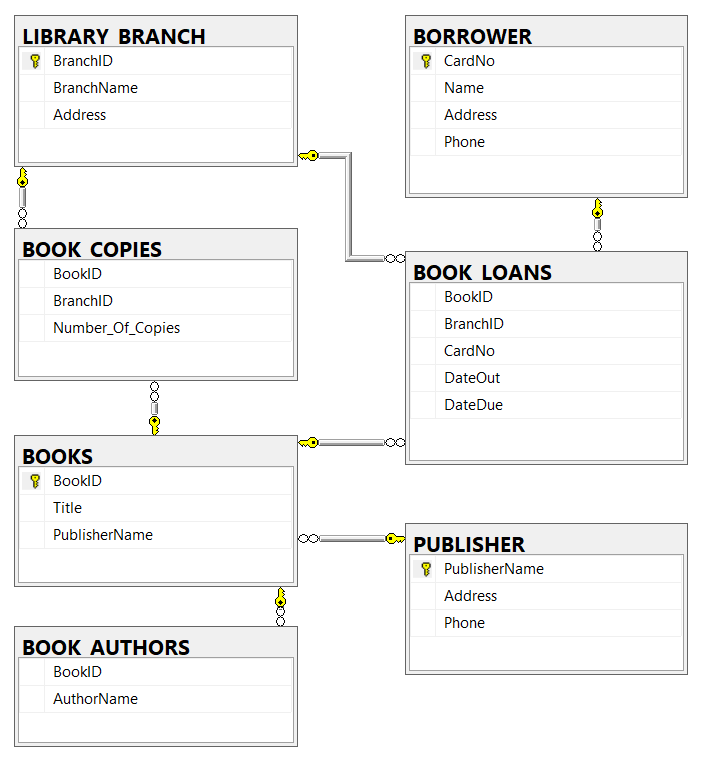 LIBRARY_BRANCH
BranchID
BranchName
Address
BORROWER
CardNo
Name
Address
Phone
BOOK_COPIES
BookID
BranchID
Number_Of_Copies
BOOK_LOANS
BookID
BranchID
CardNo
DateOut
DateDue
BOOKS
BookID
Title
PublisherName
PUBLISHER
PublisherName
Address
Phone
BOOK_AUTHORS
BookID
AuthorName